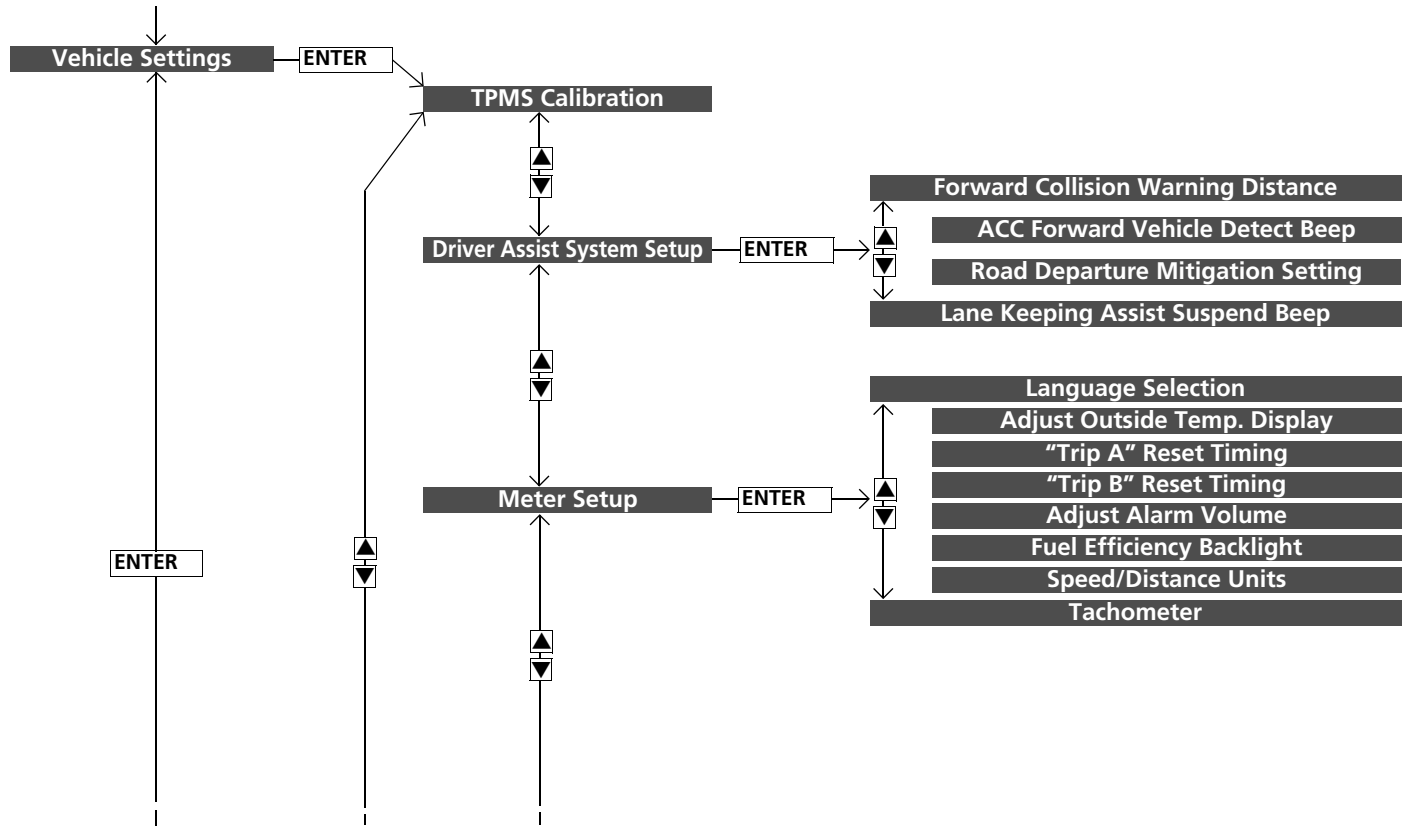 Vehicle Settings
ENTER
TPMS Calibration
Driver Assist System Setup
ENTER
Forward Collision Warning Distance
ACC Forward Vehicle Detect Beep
Road Departure Mitigation Setting
Lane Keeping Assist Suspend Beep
Meter Setup
ENTER
Language Selection
Adjust Outside Temp. Display
“Trip A” Reset Timing
“Trip B” Reset Timing
Adjust Alarm Volume
Fuel Efficiency Backlight
Speed/Distance Units
Tachometer
ENTER